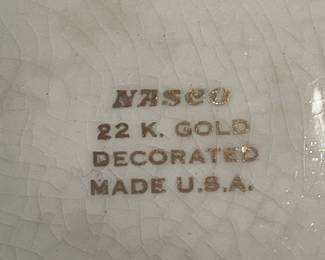 NASCO
22 K. GOLD
DECORATED
MADE U.S.A.